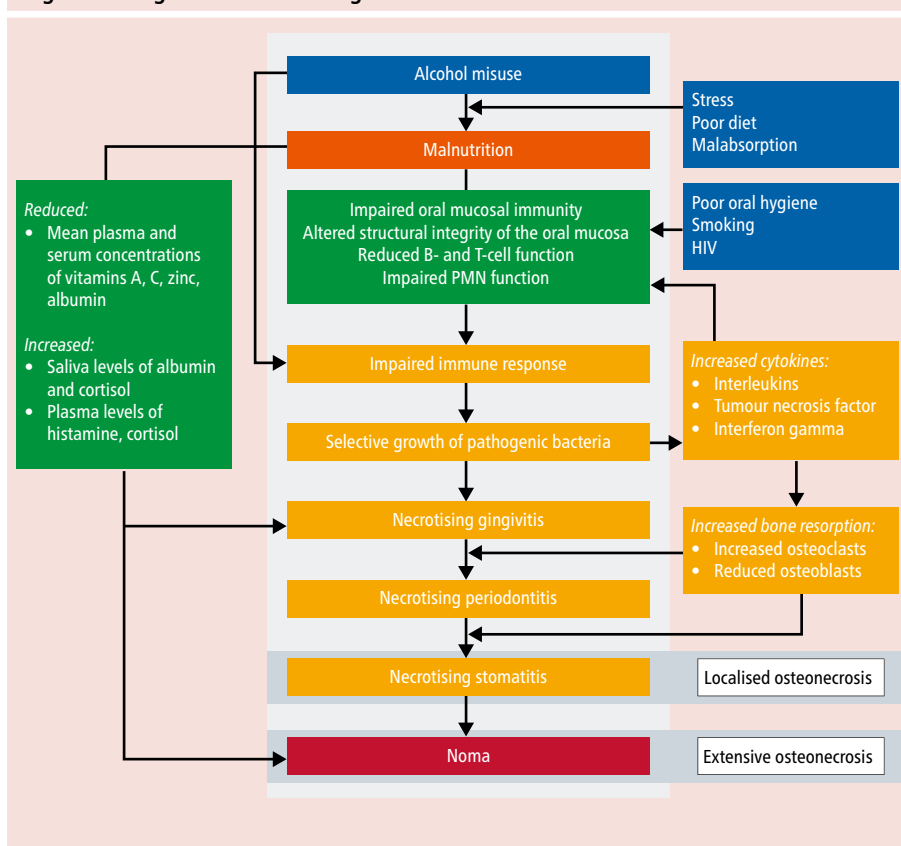 Alcohol misuse
Stress
Poor diet
Malabsorption
Malnutrition
Reduced:
• Mean plasma and
serum concentrations
of vitamins A, C, zinc,
albumin
Increased:
• Saliva levels of albumin
and cortisol
• Plasma levels of
histamine, cortisol
Impaired oral mucosal immunity
Altered structural integrity of the oral mucosa
Reduced B- and T-cell function
Impaired PMN function
Poor oral hygiene
Smoking
HIV
Impaired immune response
Increased cytokines:
• Interleukins
• Tumour necrosis factor
• Interferon gamma
Selective growth of pathogenic bacteria
Necrotising gingivitis
Increased bone resorption:
• Increased osteoclasts
• Reduced osteoblasts
Necrotising periodontitis
Necrotising stomatitis
Localised osteonecrosis
Noma
Extensive osteonecrosis